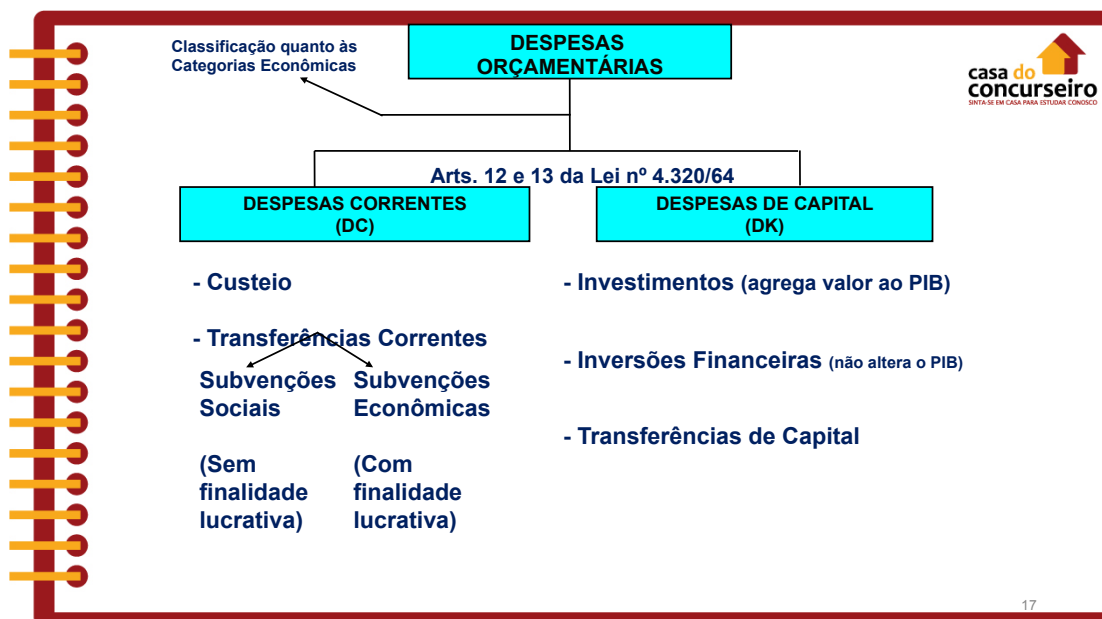 Classificação quanto às
Categorias Econômicas
DESPESAS
ORÇAMENTÁRIAS
casa do
concurseiro
SINTA-SE EM CASA PARA ESTUDAR CONOSCO
Arts. 12 e 13 da Lei nº 4.320/64
DESPESAS CORRENTES
(DC)
DESPESAS DE CAPITAL
(DK)
- Custeio
- Transferências Correntes
Subvenções
Sociais
(Sem
finalidade
lucrativa)
Subvenções
Econômicas
(Com
finalidade
lucrativa)
- Investimentos (agrega valor ao PIB)
- Inversões Financeiras (não altera o PIB)
- Transferências de Capital
17